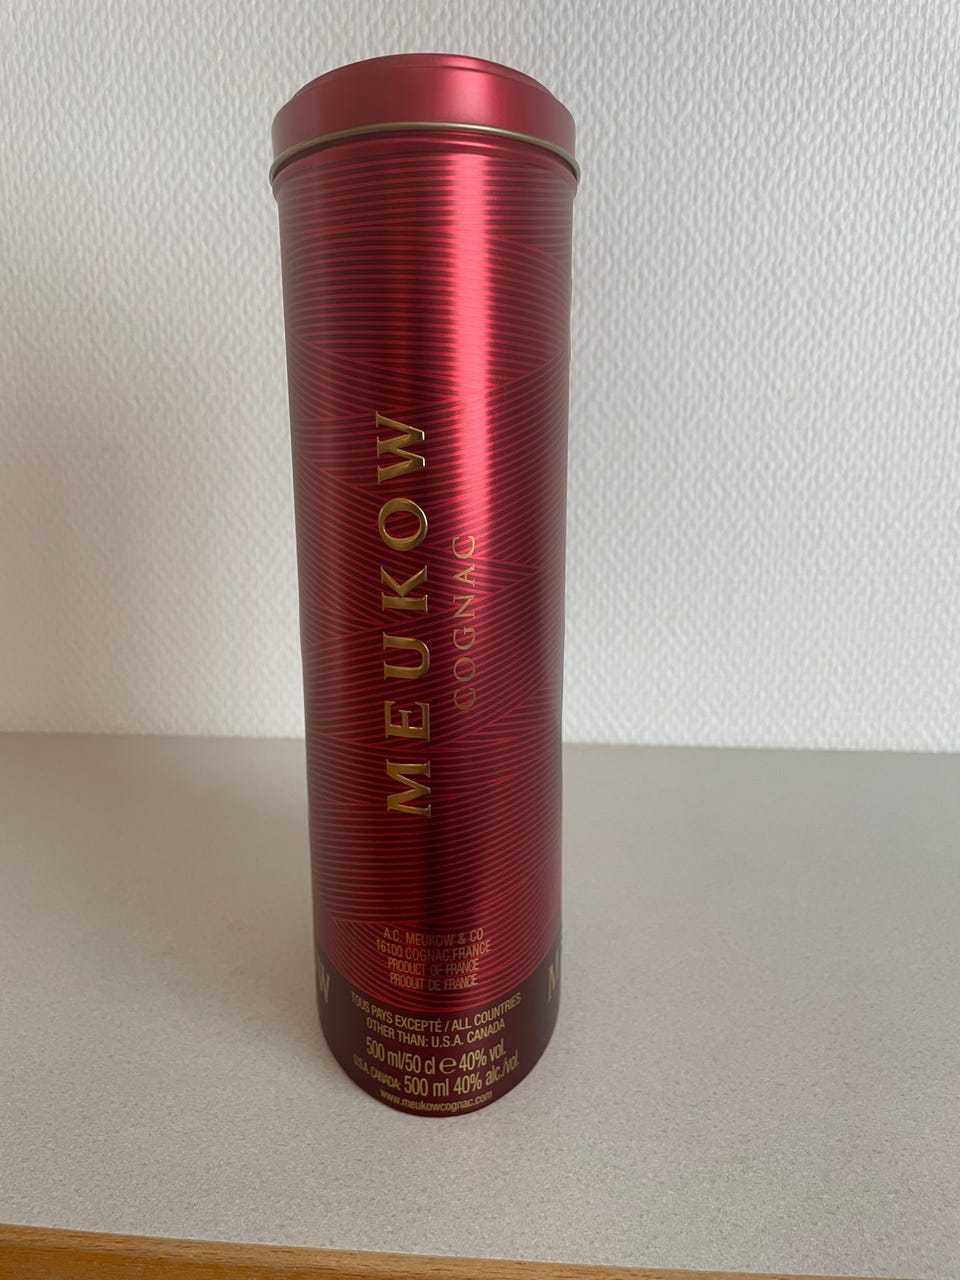 MEUKOW
COGNAC
A.C. MEUKOW & CO
16100 COGNAC FRANCE
PRODUCT OF FRANCE
PRODUIT DE FRANCE
TOUS PAYS EXCEPTÉ / ALL COUNTRIES
OTHER THAN: U.S.A. CANADA
500 ml/50 cl ℮ 40% vol.
U.S.A. CANADA: 500 ml 40% alc./vol.
www.meukowcognac.com